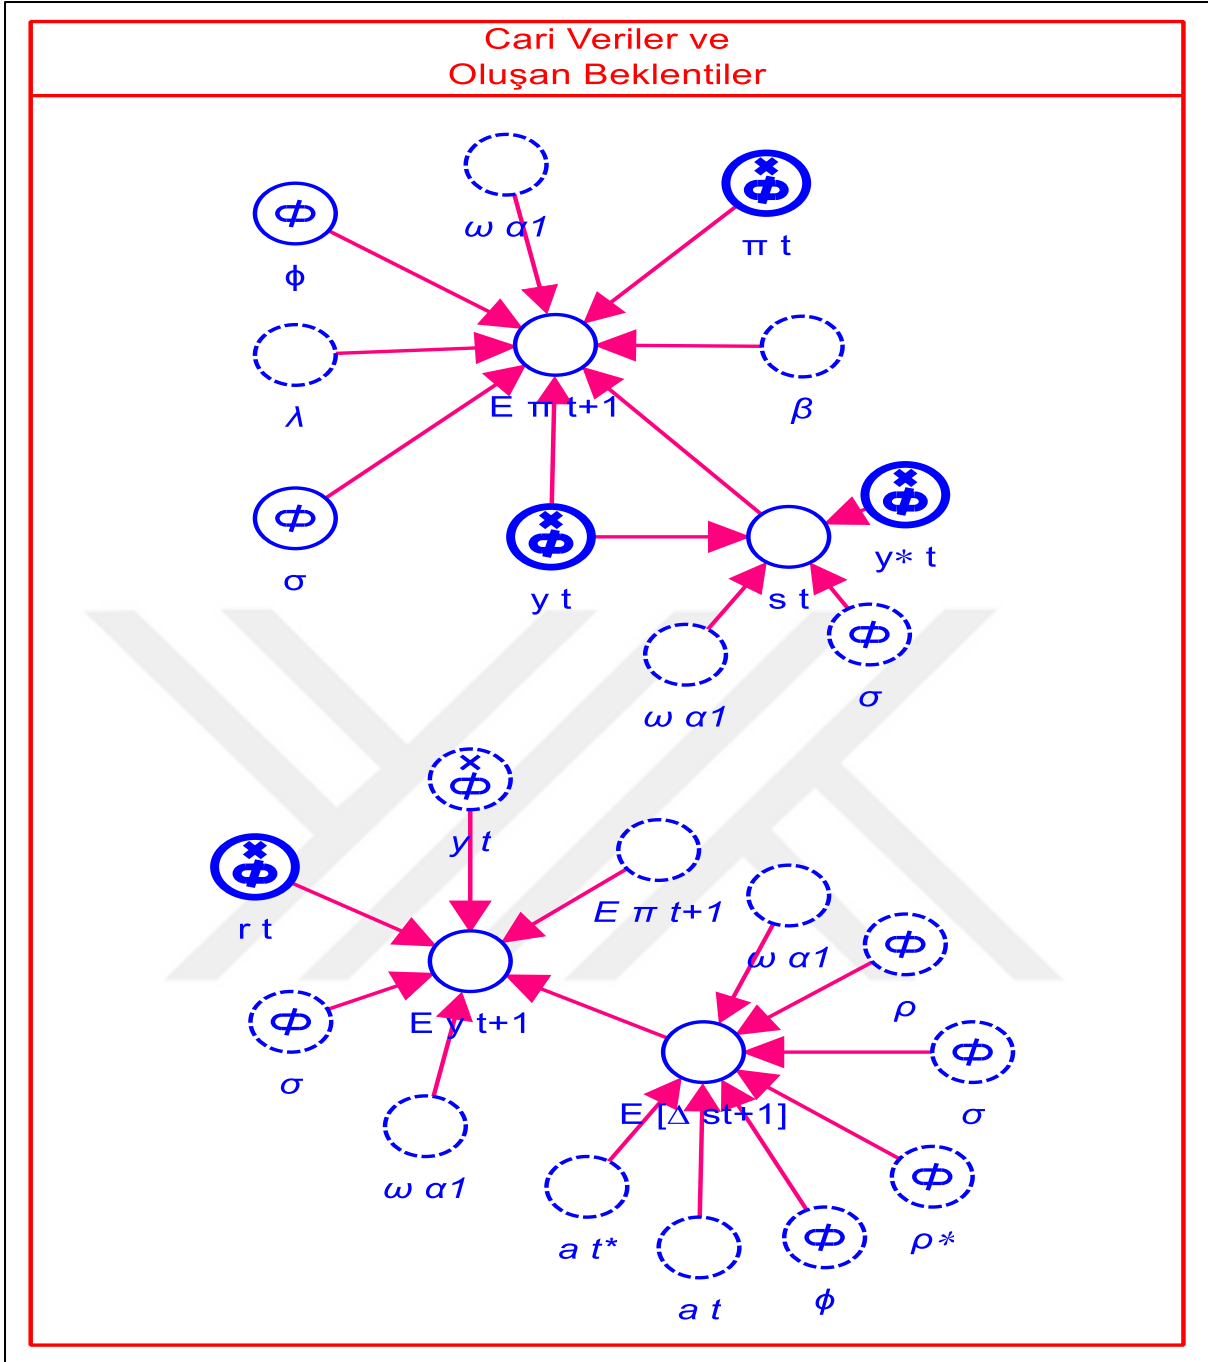 Cari Veriler ve
Oluşan Beklentiler
ω α1
π t
ϕ
λ
E π t+1
β
σ
y t
s t
y* t
ω α1
σ
y t
r t
E π t+1
ω α1
ρ
σ
E y t+1
σ
E [Δ st+1]
ω α1
a t*
a t
ϕ
ρ*